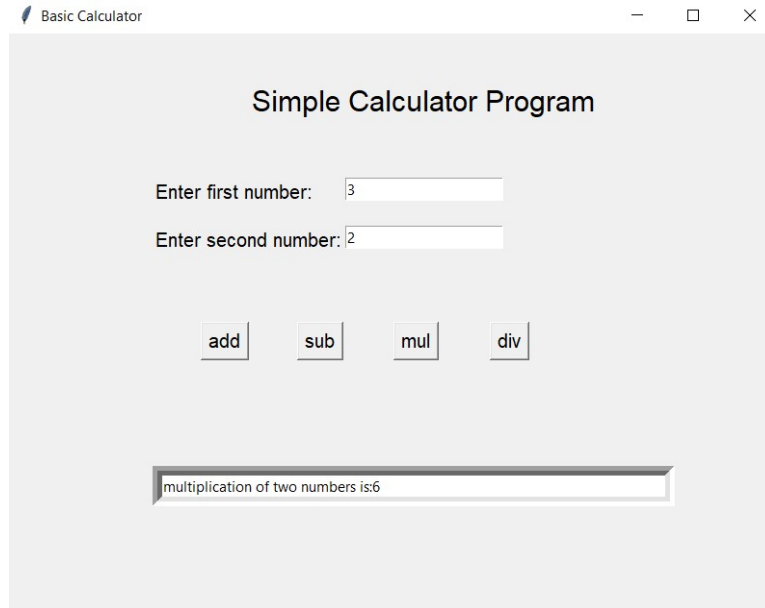 Basic Calculator
Simple Calculator Program
Enter first number: 3
Enter second number: 2
add sub mul div
multiplication of two numbers is:6